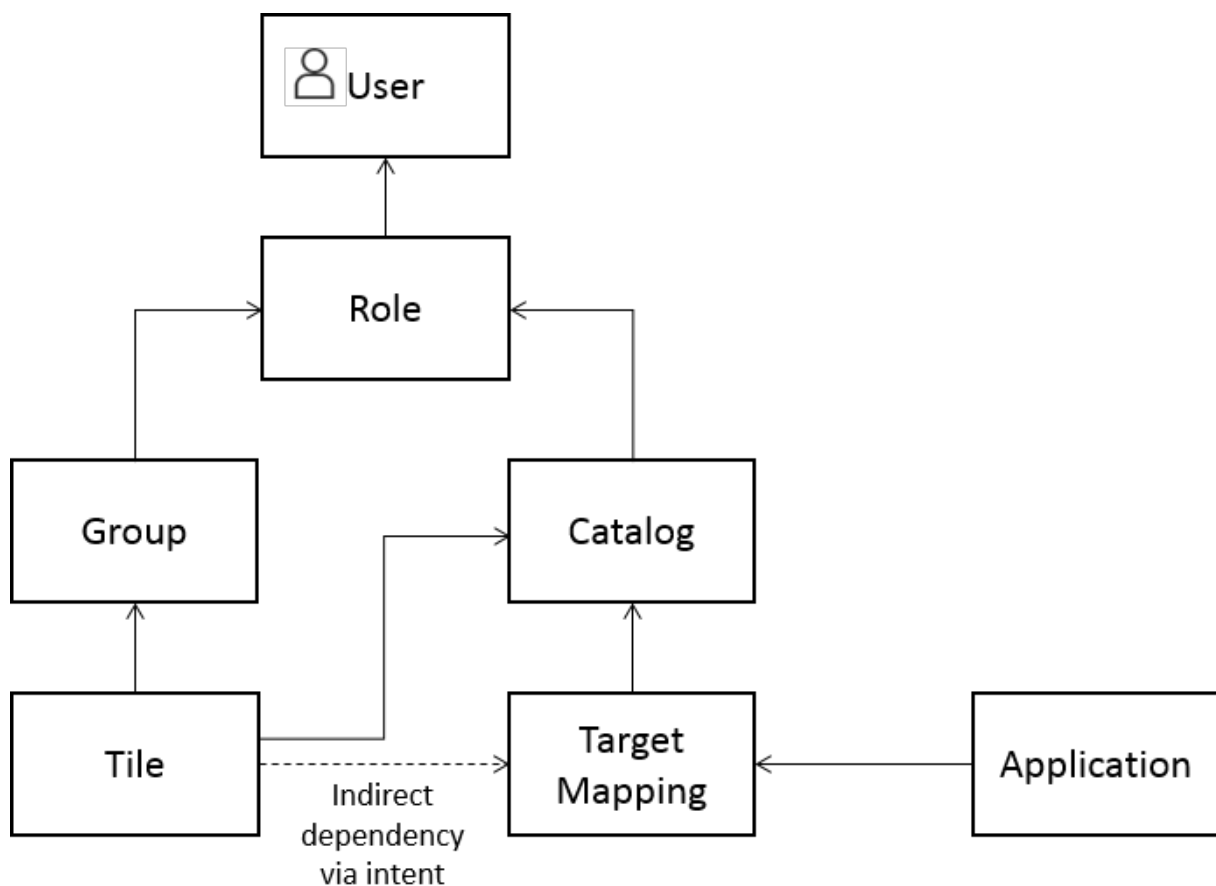 User
Role
Group
Catalog
Tile
Target
Mapping
Application
Indirect
dependency
via intent